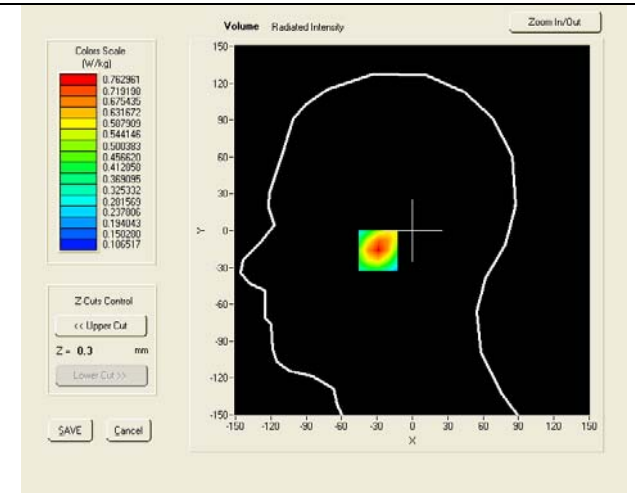 Volume Radiated Intensity
Zoom In/Out
Colors Scale
(W/kg)
0.762961
0.719198
0.675435
0.631672
0.587909
0.544146
0.500383
0.456620
0.412858
0.369095
0.325332
0.281569
0.237806
0.194043
0.150280
0.106517
Z-Cuts Control
<< Upper Cut
Z = 0.3 mm
Lower Cut >>
SAVE Cancel
150
120
90
60
30
0
-30
-60
-90
-120
-150
Y
-150 -120 -90 -60 -30 0 30 60 90 120 150
X